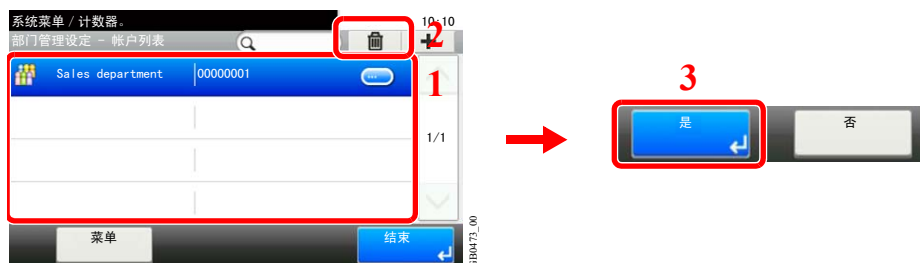 系统菜单 / 计数器。
10:10
部门管理设定 - 帐户列表
2
Sales department 00000001
1
1/1
菜单
结束
GB0473_00
3
是
否